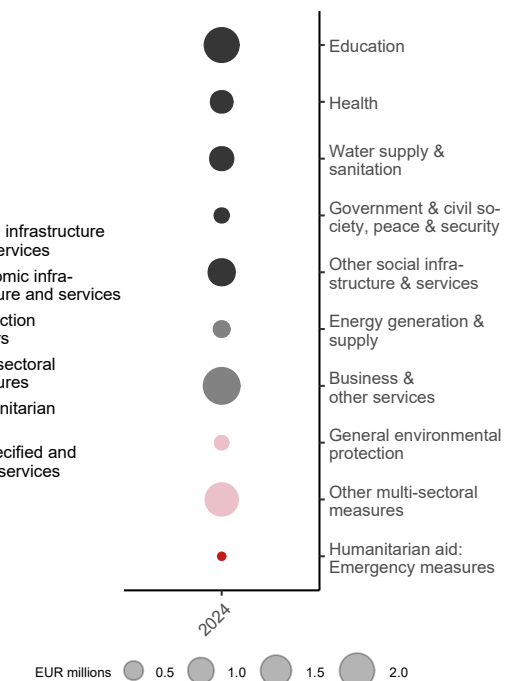 Education
Health
Water supply &
sanitation
Government & civil so-
ciety, peace & security
Other social infra-
structure & services
Energy generation &
supply
Business &
other services
General environmental
protection
Other multi-sectoral
measures
Humanitarian aid:
Emergency measures
infrastructure
ervices
omic infra-
ure and services
ction
rs
sectoral
ures
nitarian
ecified and
services
2024
EUR millions 0.5 1.0 1.5 2.0